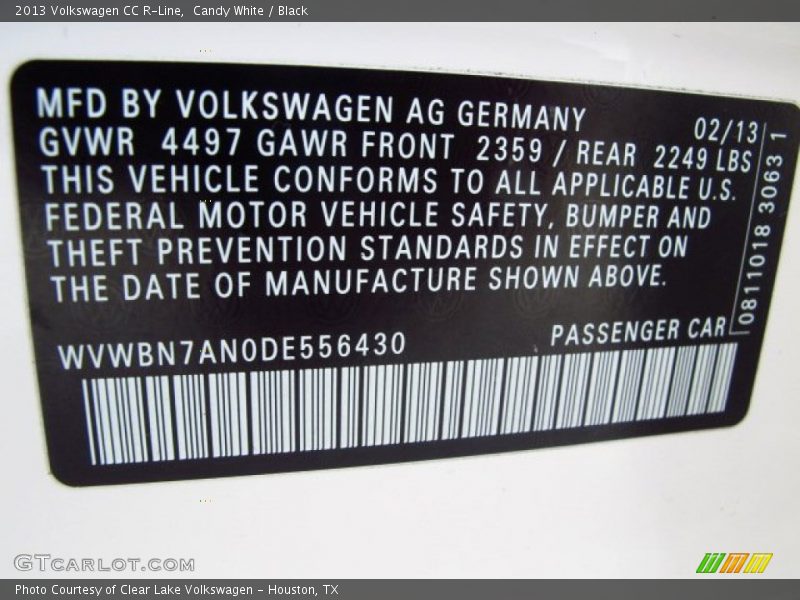 2013 Volkswagen CC R-Line,  Candy White / Black
MFD BY VOLKSWAGEN AG GERMANY 02/13
GVWR 4497 GAWR FRONT 2359 / REAR 2249 LBS
THIS VEHICLE CONFORMS TO ALL APPLICABLE U.S.
FEDERAL MOTOR VEHICLE SAFETY, BUMPER AND
THEFT PREVENTION STANDARDS IN EFFECT ON
THE DATE OF MANUFACTURE SHOWN ABOVE.
0811018 3063 1
WVWBN7AN0DE556430 PASSENGER CAR
GTCARLOT.COM
Photo Courtesy of Clear Lake Volkswagen - Houston, TX